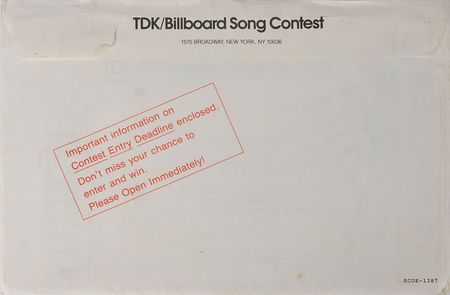 TDK/Billboard Song Contest
1515 BROADWAY, NEW YORK, NY 10036
Important information on
Contest Entry Deadline enclosed.
Don't miss your chance to
enter and win.
Please Open Immediately!
SCOE-1287